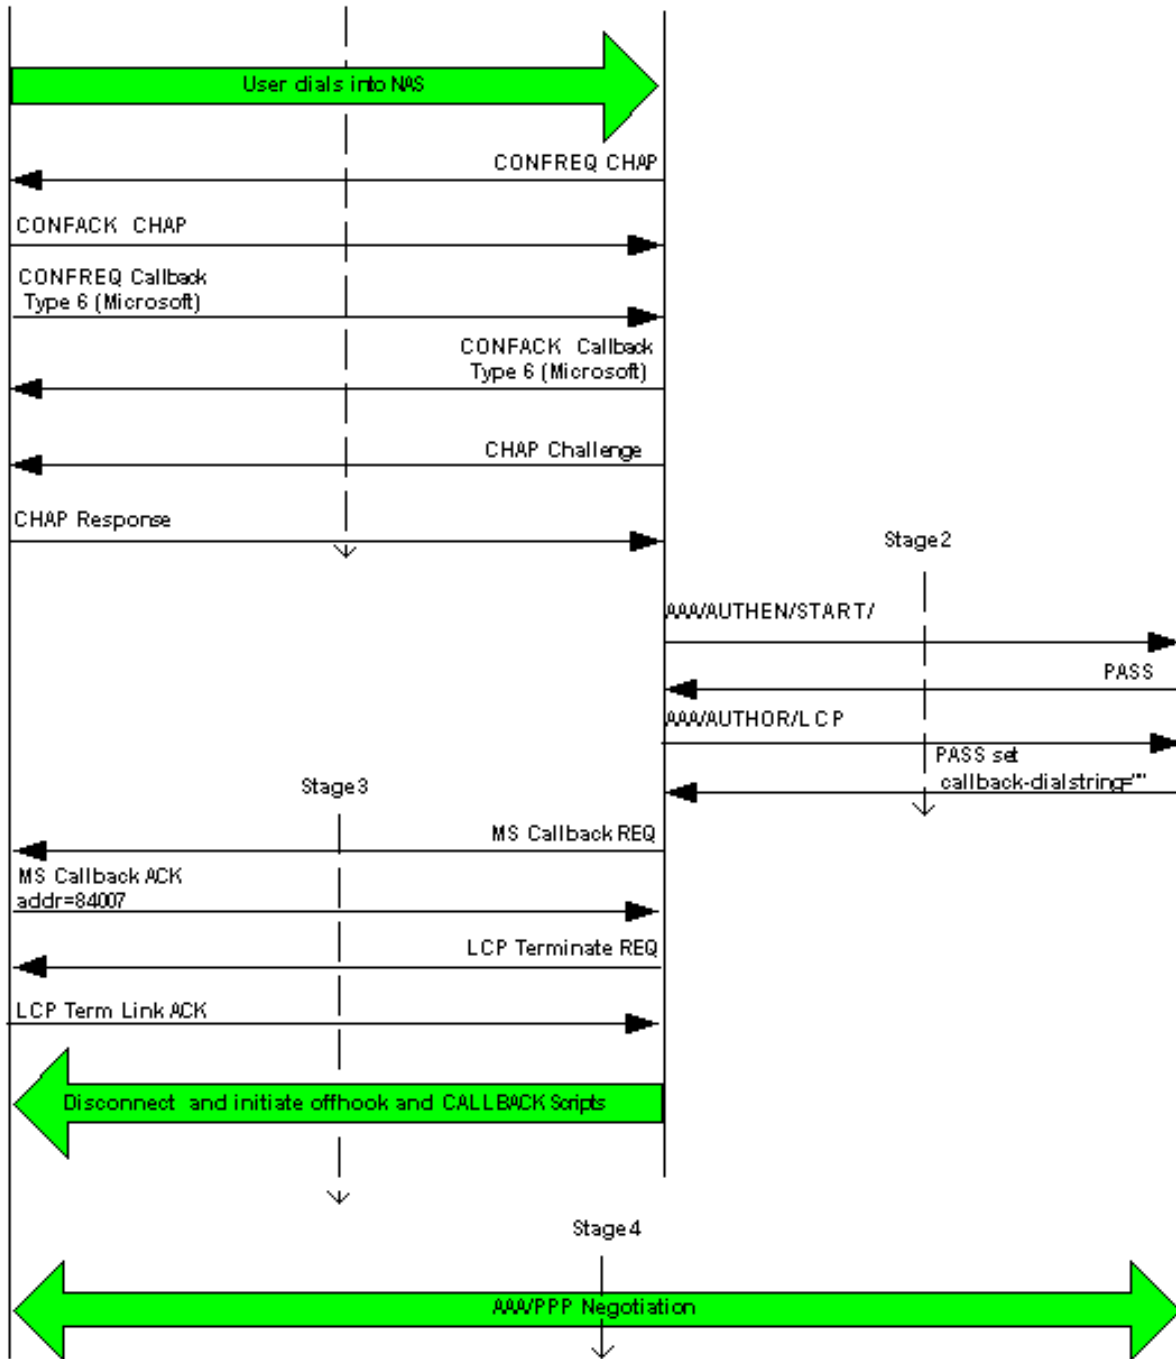 User dials into NAS
CONFREQ CHAP
CONFACK CHAP
CONFREQ Callback
Type 6 (Microsoft)
CONFACK Callback
Type 6 (Microsoft)
CHAP Challenge
CHAP Response
Stage 2
AAA/AUTHEN/START/
PASS
AAA/AUTHOR/LCP
PASS set
callback-dialstring=""
Stage 3
MS Callback REQ
MS Callback ACK
addr=84007
LCP Terminate REQ
LCP Term Link ACK
Disconnect and initiate offhook and CALLBACK Scripts
Stage 4
AAA/PPP Negotiation